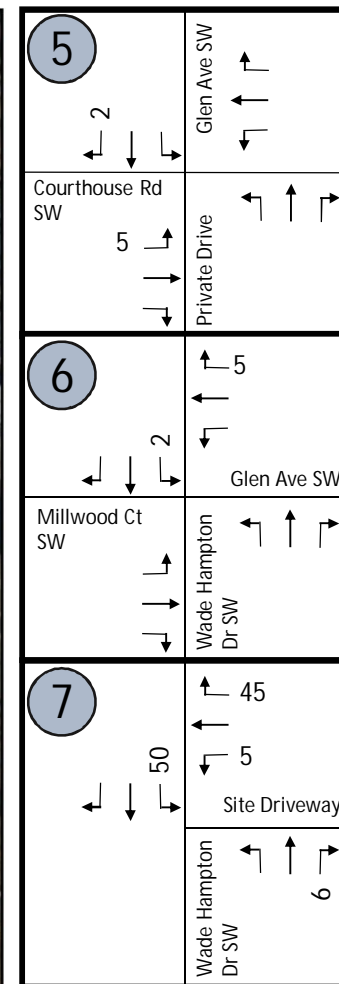 5
2
Glen Ave SW
Courthouse Rd
SW
5
Private Drive
6
2
5
Glen Ave SW
Millwood Ct
SW
Wade Hampton
Dr SW
7
50
45
5
Site Driveway
Wade Hampton
Dr SW
6